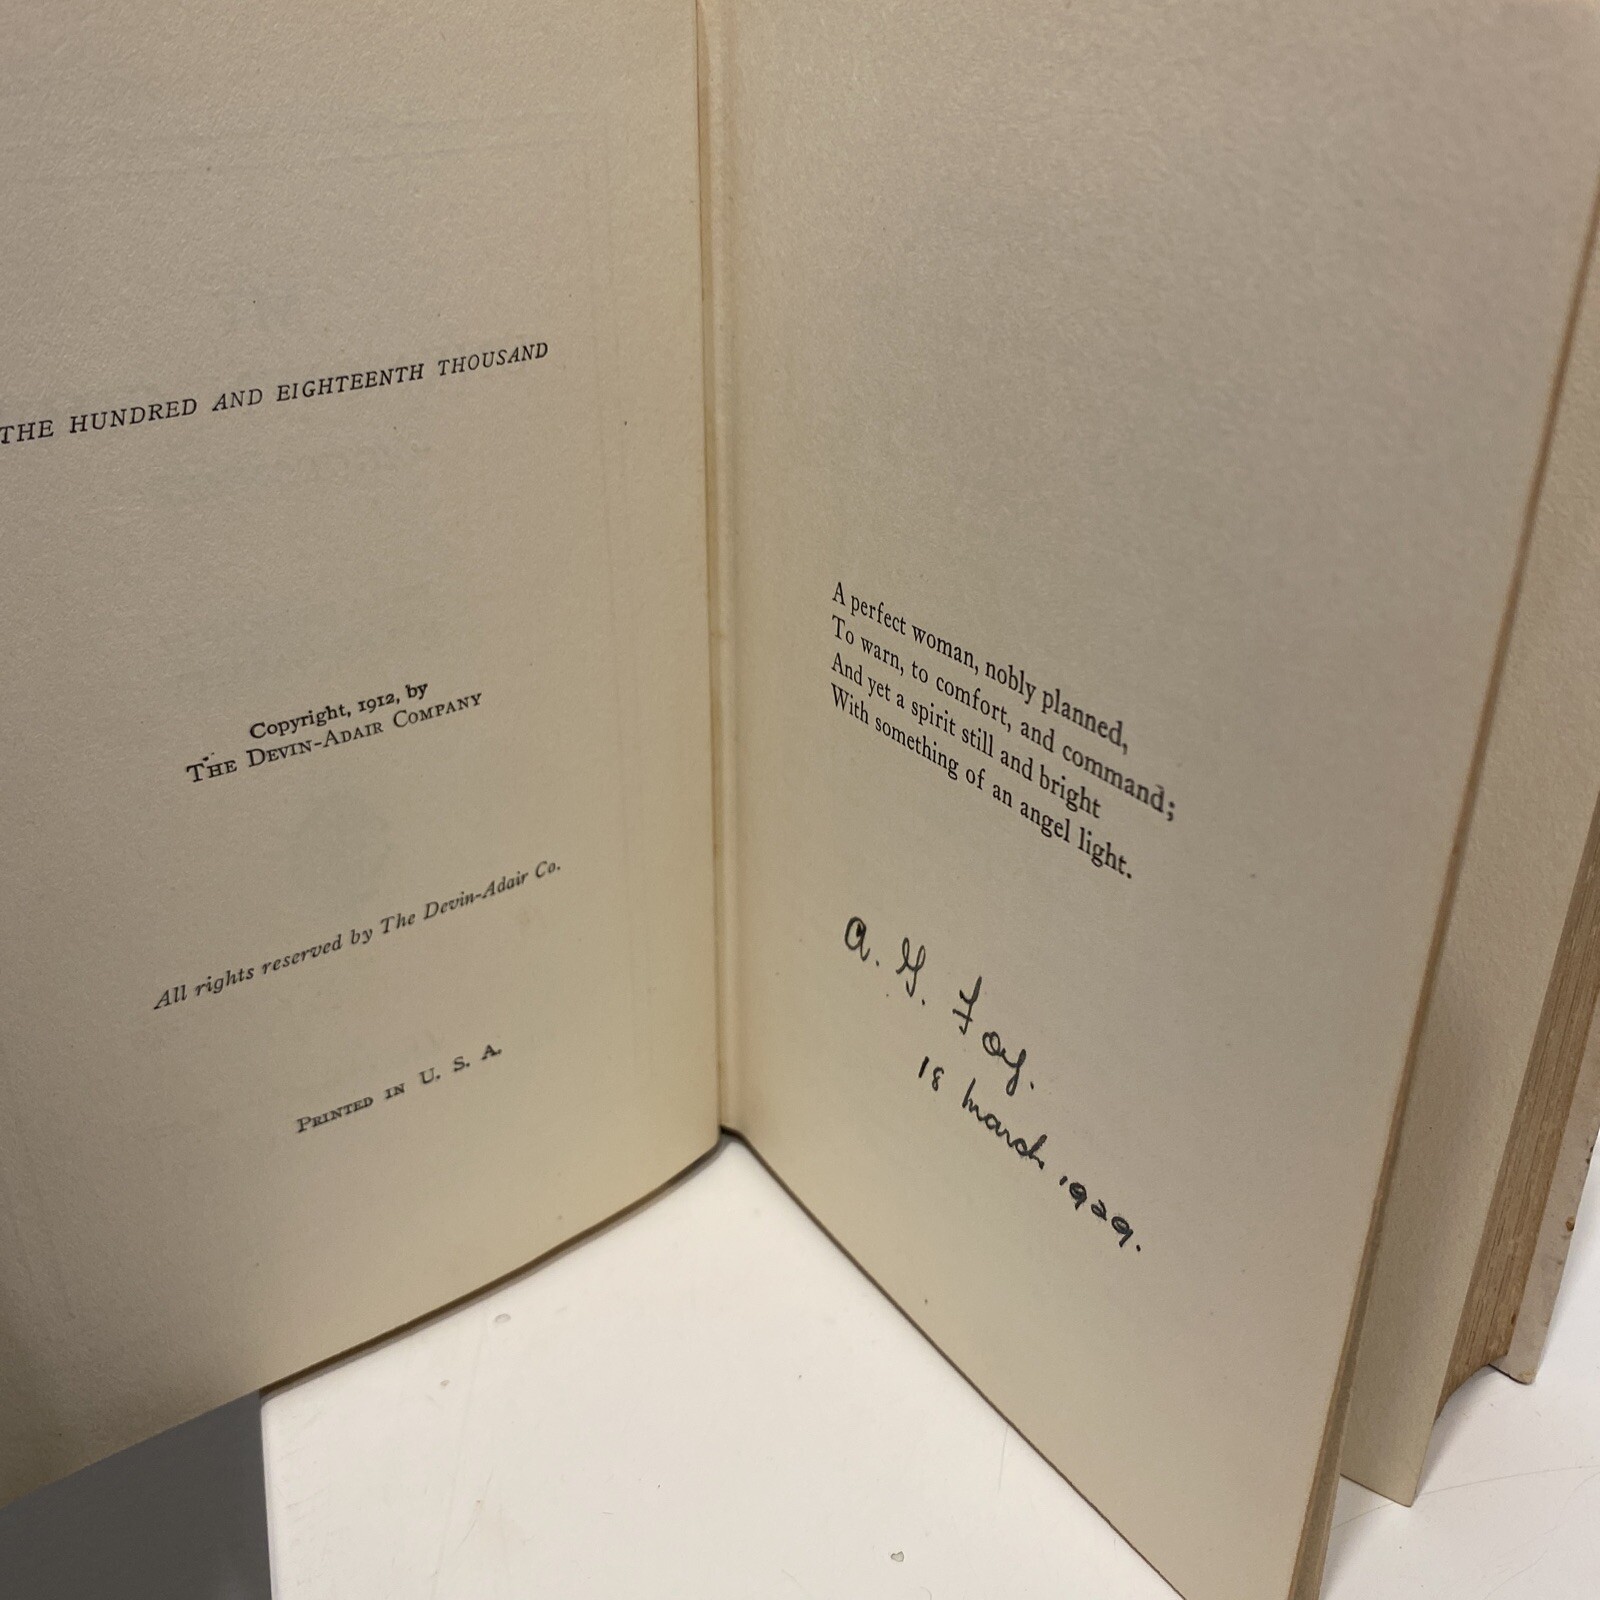 THE HUNDRED AND EIGHTEENTH THOUSAND
Copyright, 1912, by
THE DEVIN-ADAIR COMPANY
All rights reserved by The Devin-Adair Co.
PRINTED IN U. S. A.
A perfect woman, nobly planned,
To warn, to comfort, and command;
And yet a spirit still and bright
With something of an angel light.
A. G. Foy.
18 March 1929.